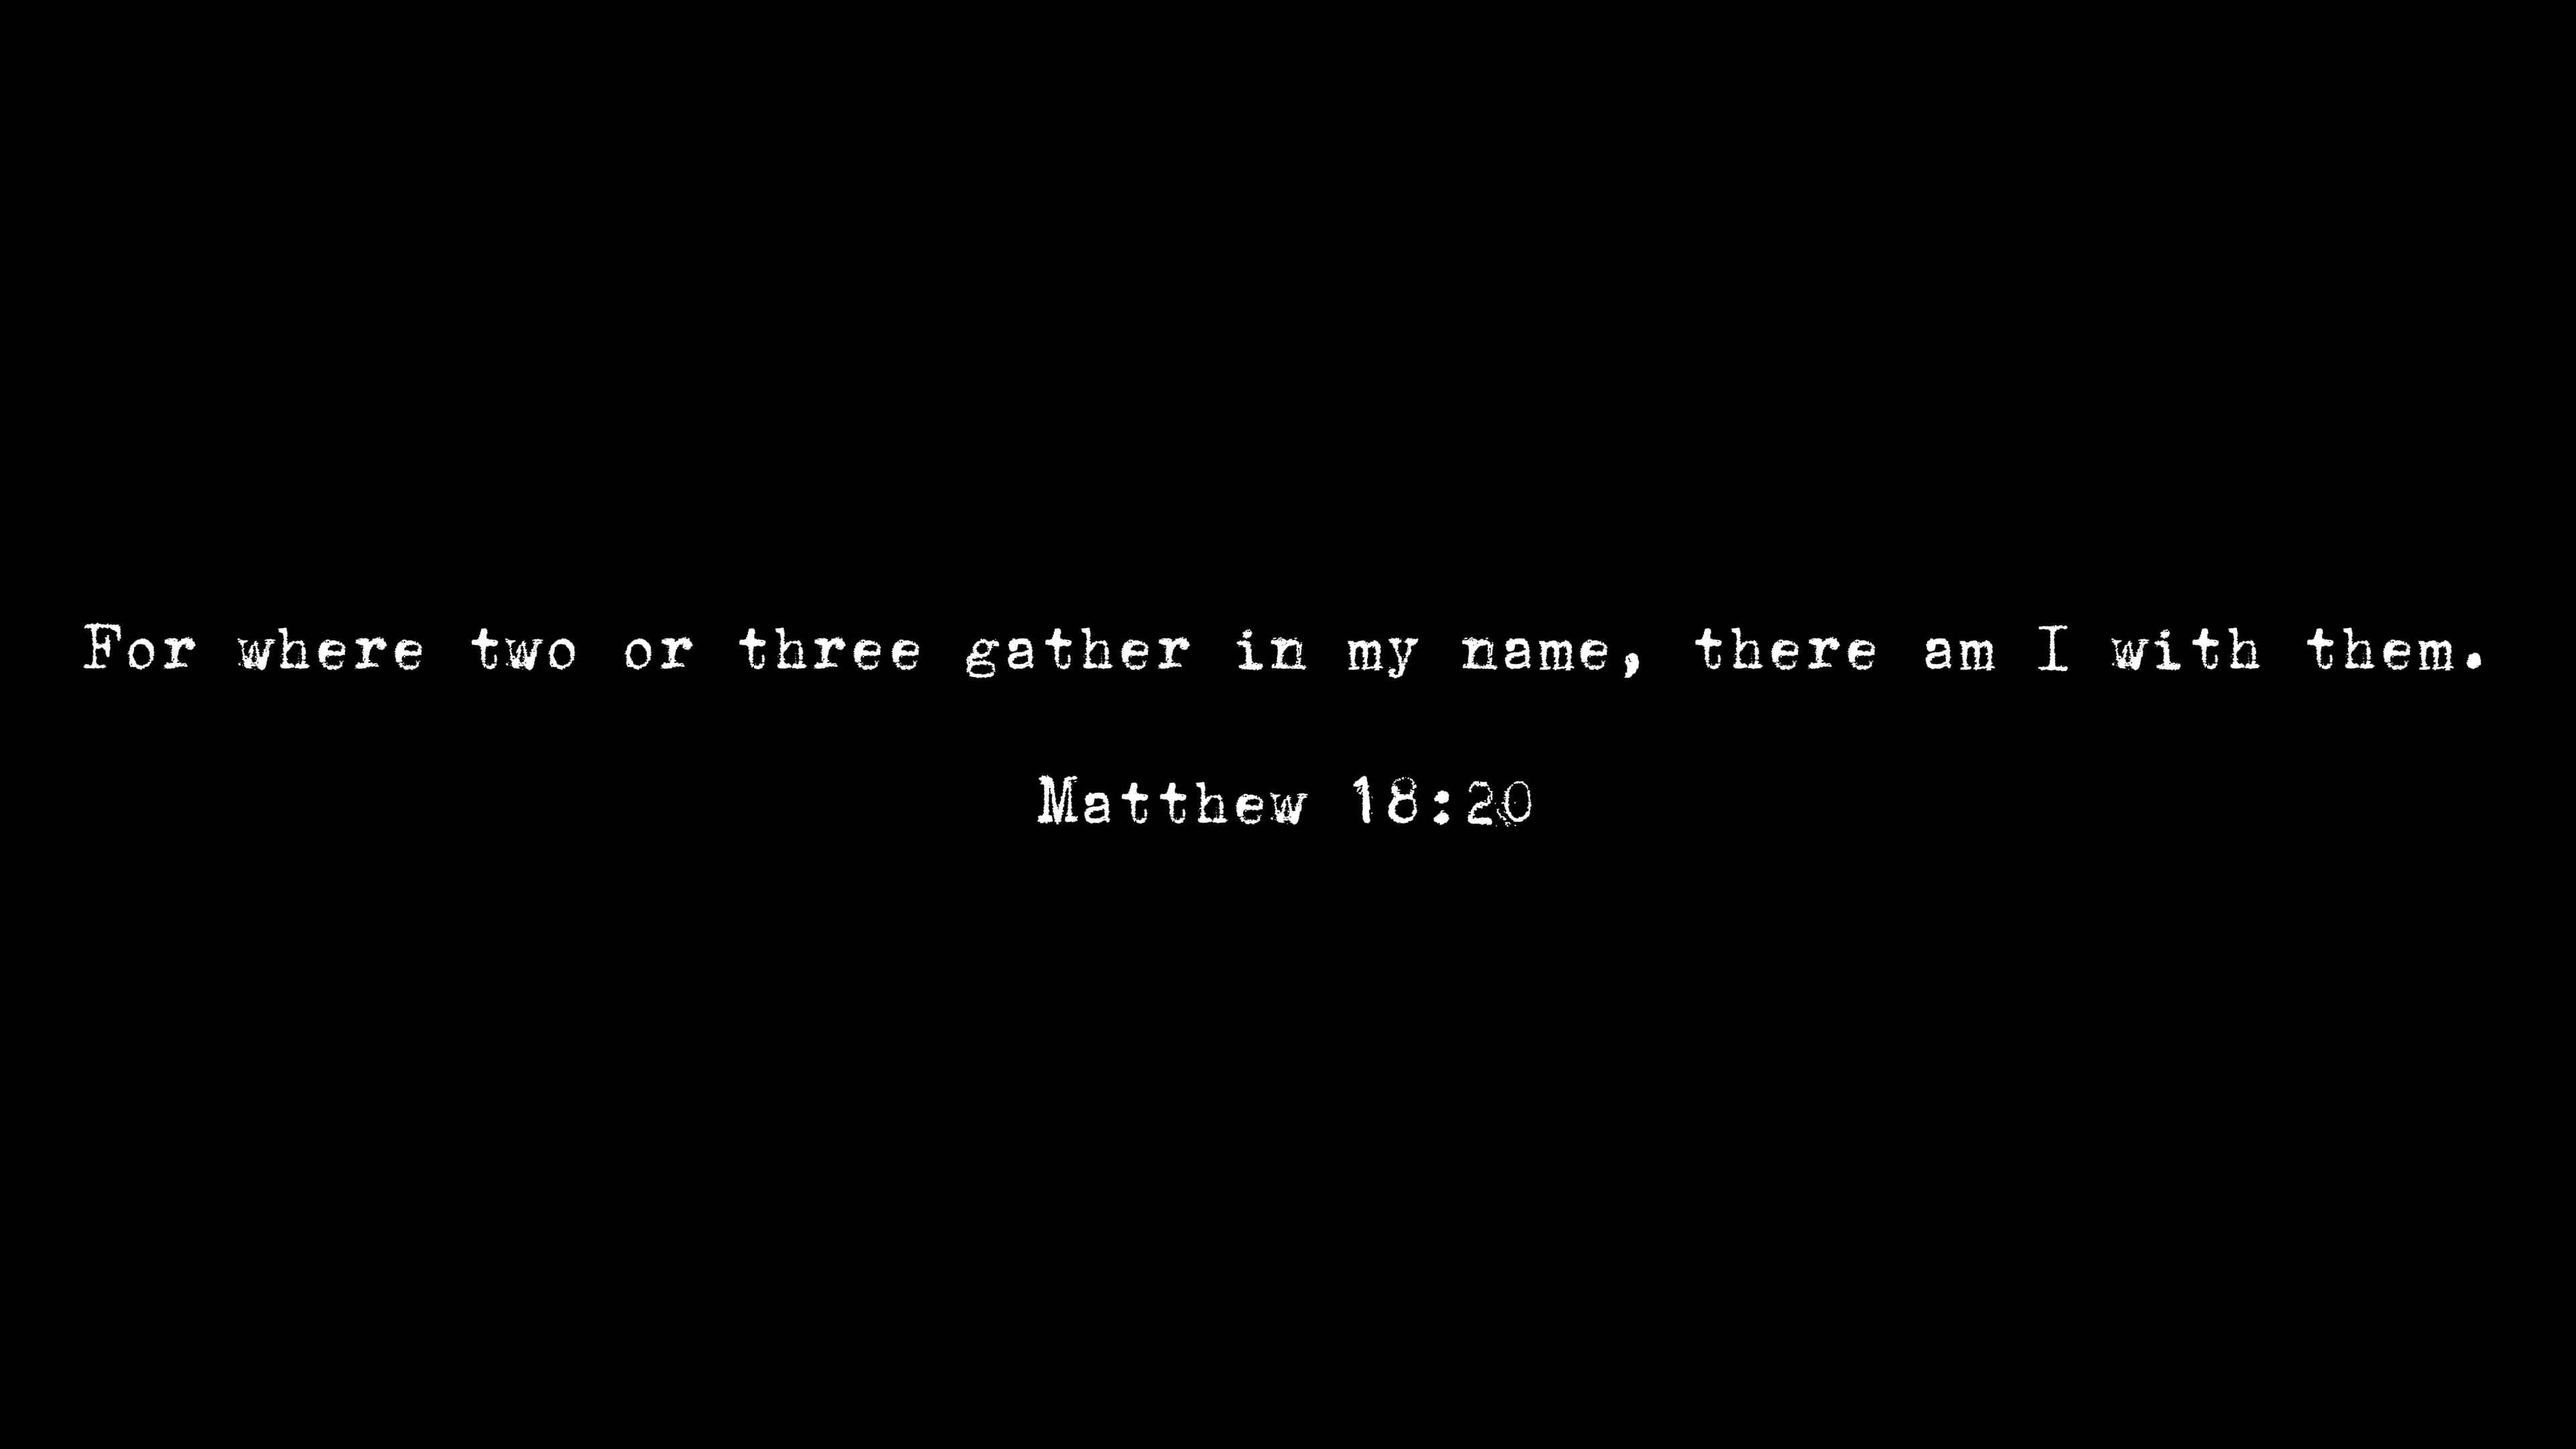 For where two or three gather in my name, there am I with them.
Matthew 18:20